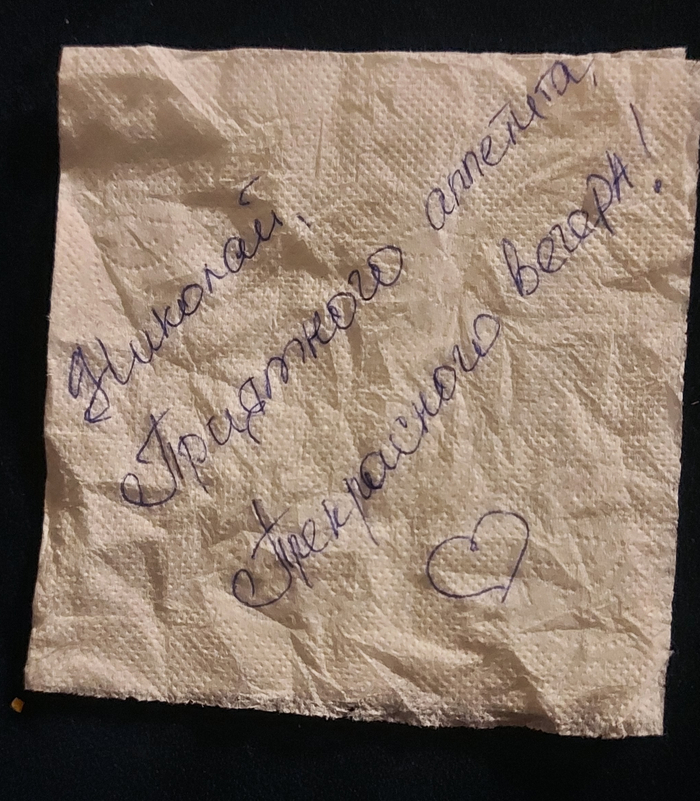 Николай,
Приятного аппетита,
Прекрасного вечера!